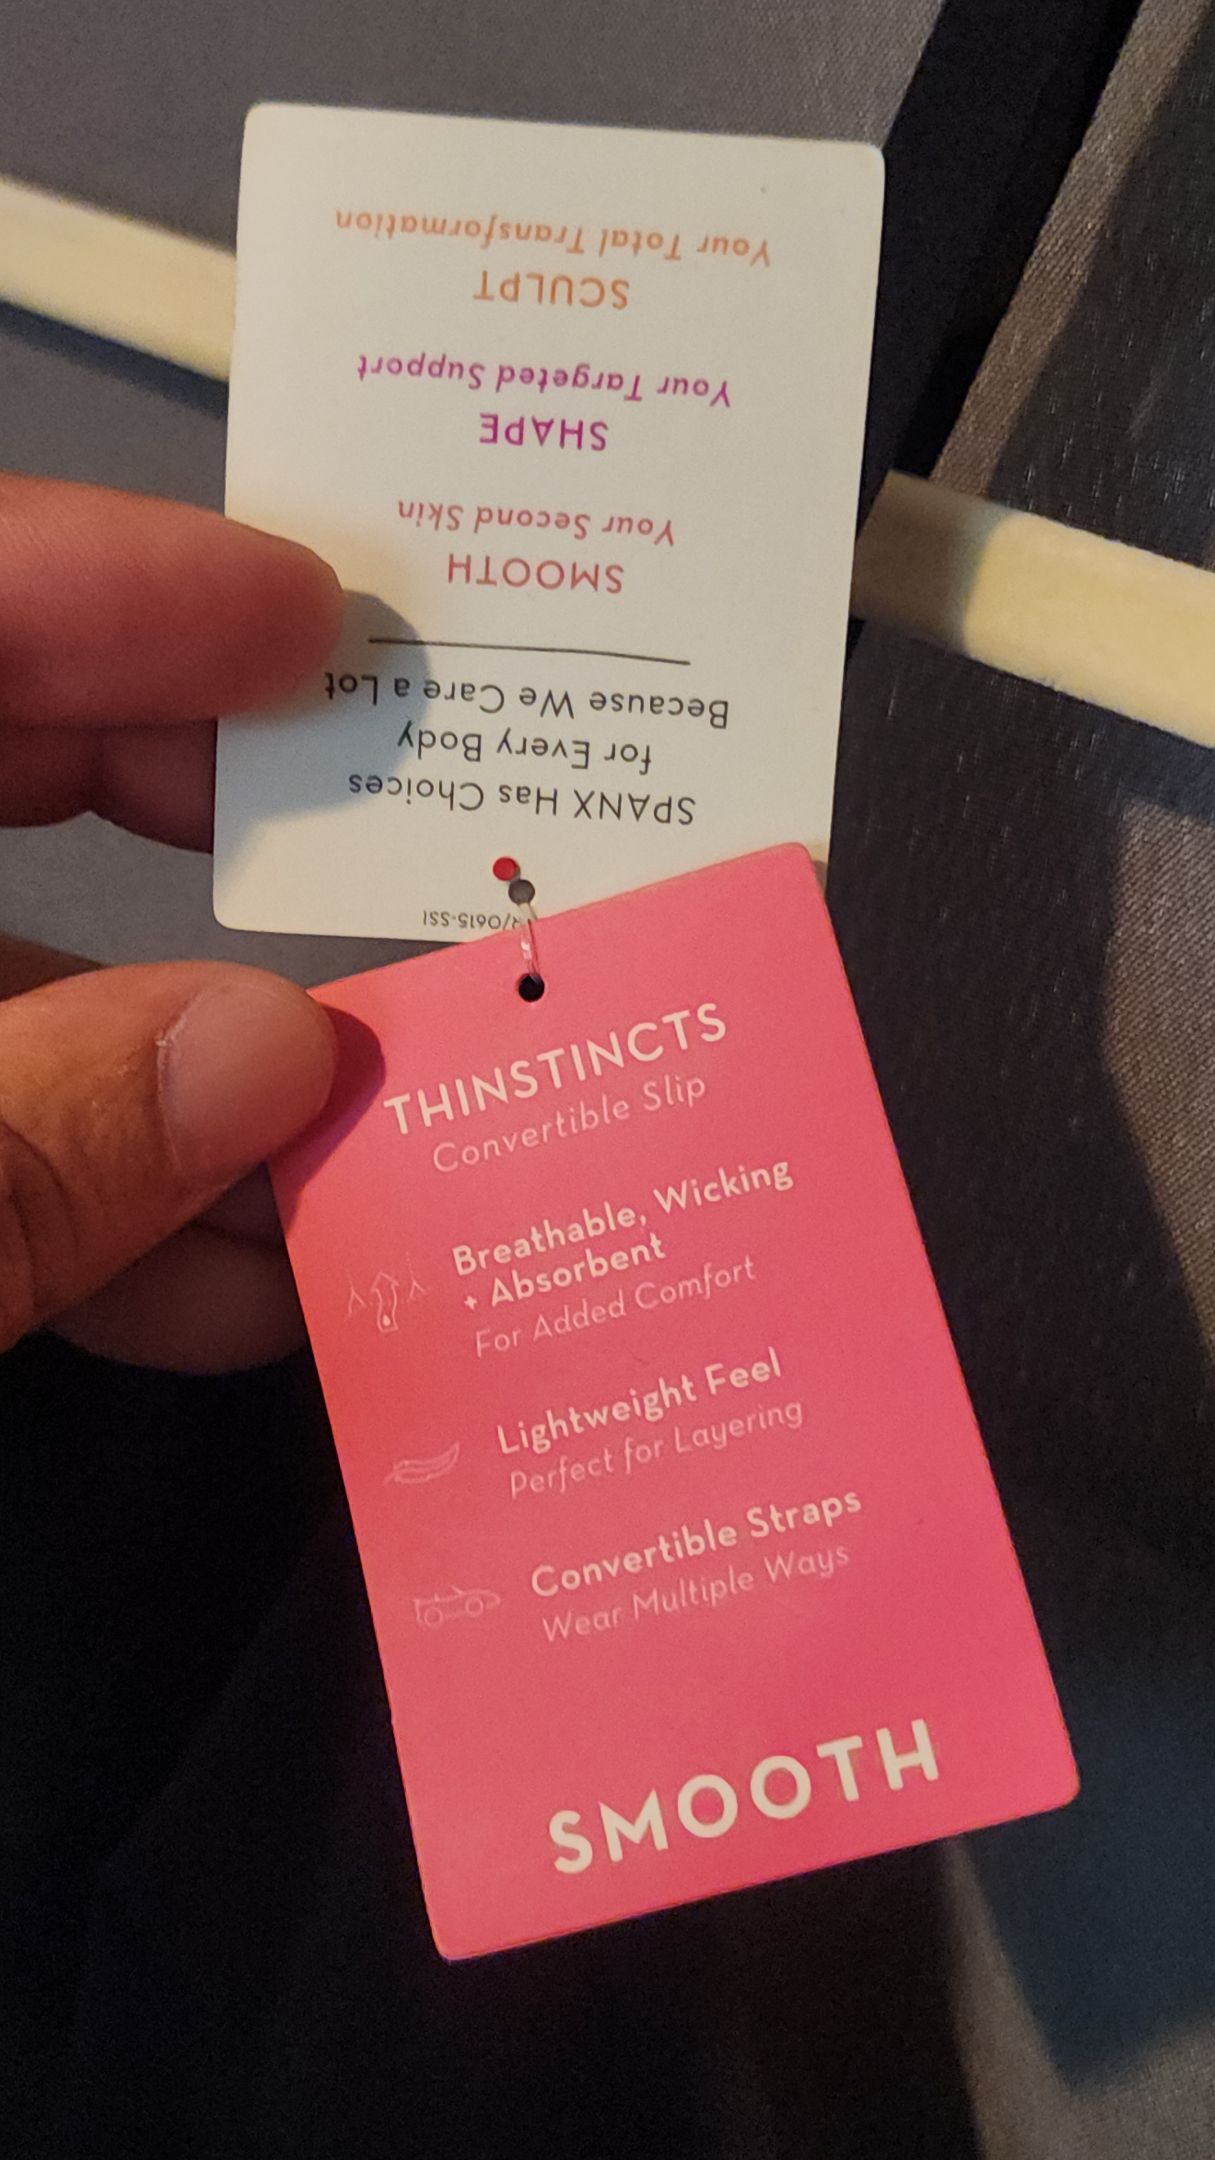 SPANX Has Choices
for Every Body
Because We Care a Lot
SMOOTH
Your Second Skin
SHAPE
Your Targeted Support
SCULPT
Your Total Transformation
THINSTINCTS
Convertible Slip
Breathable, Wicking
+ Absorbent
For Added Comfort
Lightweight Feel
Perfect for Layering
Convertible Straps
Wear Multiple Ways
SMOOTH